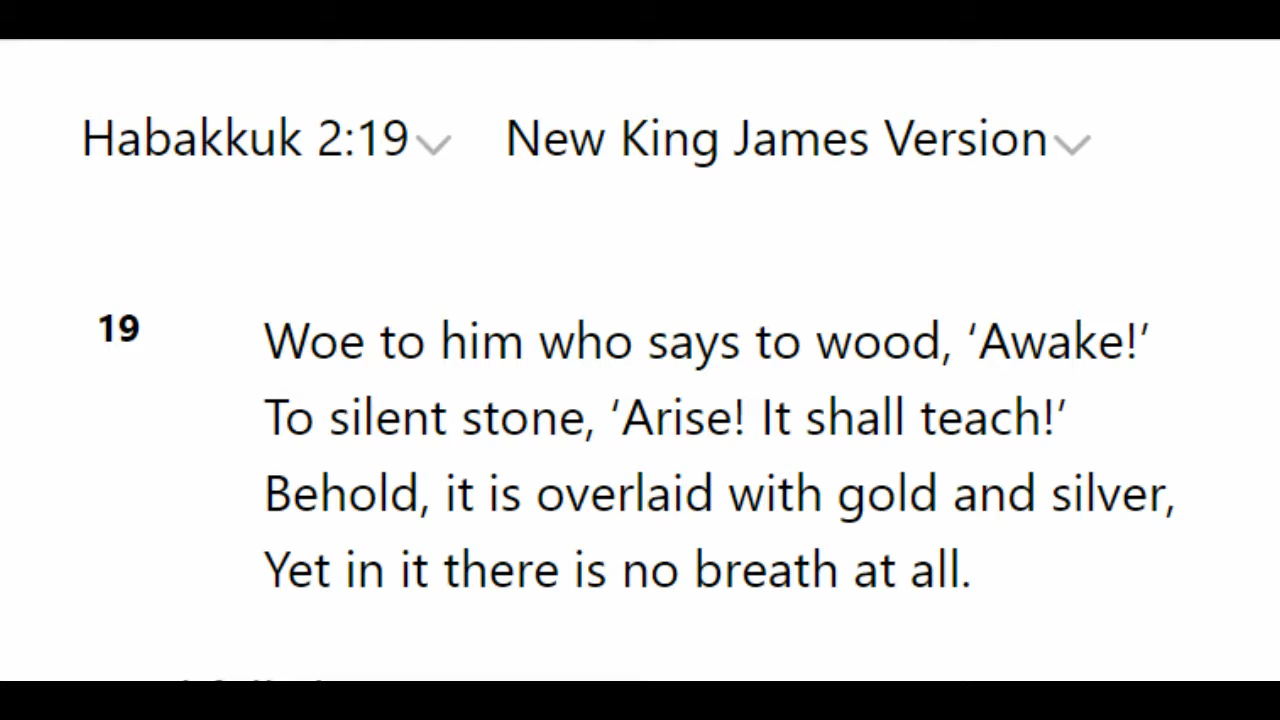 Habakkuk 2:19 New King James Version
19 Woe to him who says to wood, ‘Awake!’
To silent stone, ‘Arise! It shall teach!’
Behold, it is overlaid with gold and silver,
Yet in it there is no breath at all.